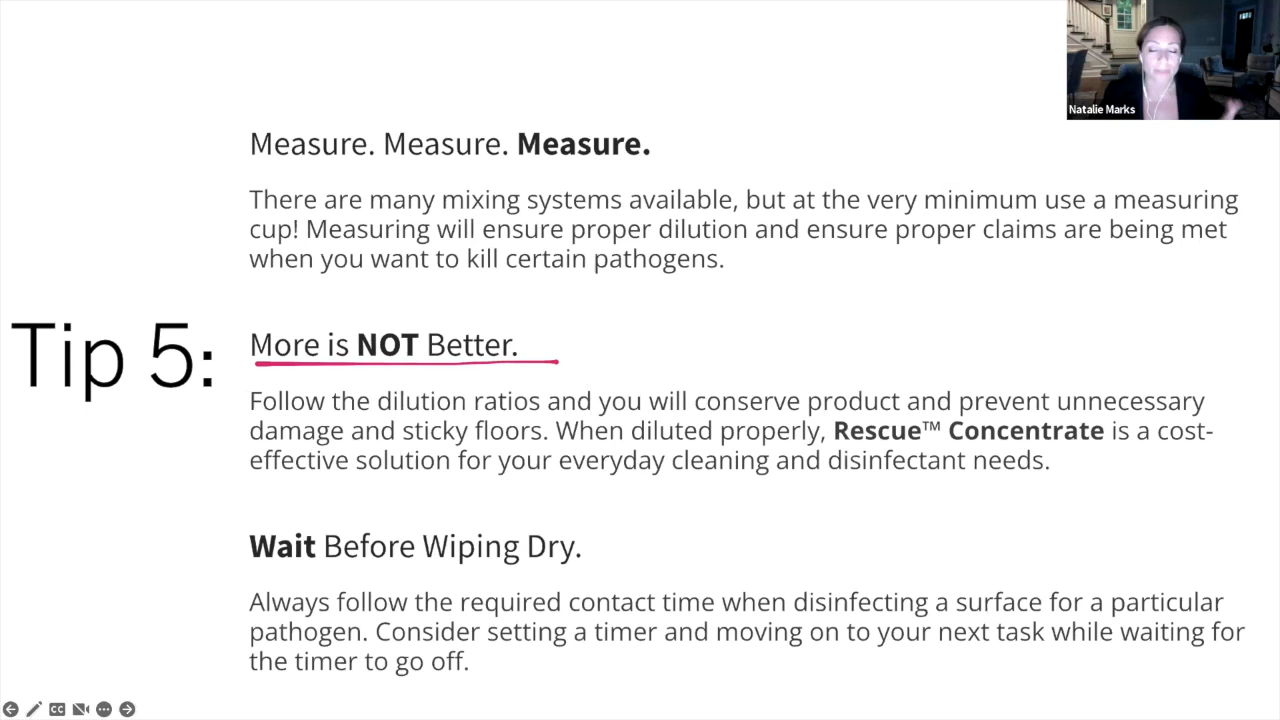 Natalie Marks
Measure. Measure. Measure.
There are many mixing systems available, but at the very minimum use a measuring
cup! Measuring will ensure proper dilution and ensure proper claims are being met
when you want to kill certain pathogens.
Tip 5:
More is NOT Better.
Follow the dilution ratios and you will conserve product and prevent unnecessary
damage and sticky floors. When diluted properly, Rescue™ Concentrate is a cost-
effective solution for your everyday cleaning and disinfectant needs.
Wait Before Wiping Dry.
Always follow the required contact time when disinfecting a surface for a particular
pathogen. Consider setting a timer and moving on to your next task while waiting for
the timer to go off.
CC